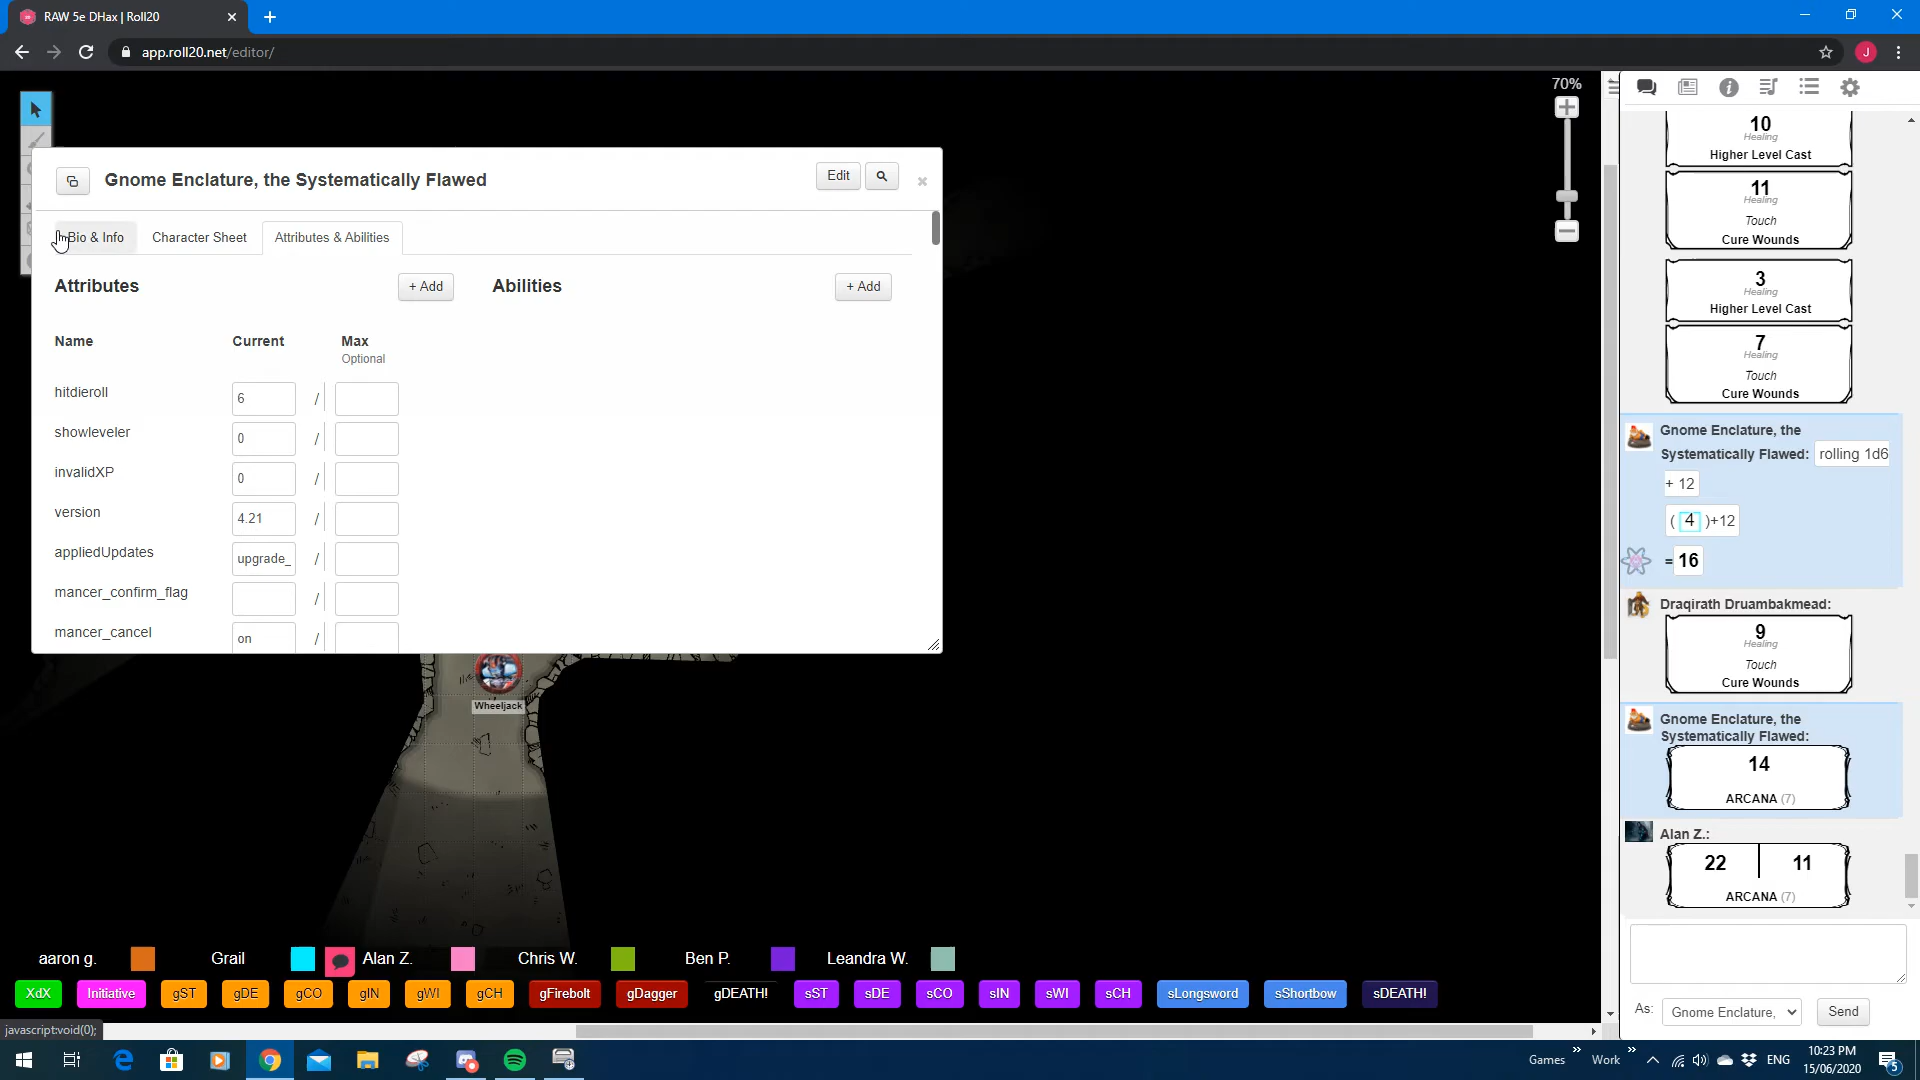 RAW 5e DHax | Roll20
app.roll20.net/editor/
J
70%
Gnome Enclature, the Systematically Flawed
Edit
Bio & Info
Character Sheet
Attributes & Abilities
Attributes
+ Add
Abilities
+ Add
Name
Current
Max
Optional
hitdieroll
6
/
showleveler
0
/
invalidXP
0
/
version
4.21
/
appliedUpdates
upgrade_
/
mancer_confirm_flag
/
mancer_cancel
on
/
Wheeljack
10
Healing
Higher Level Cast
11
Healing
Touch
Cure Wounds
3
Healing
Higher Level Cast
7
Healing
Touch
Cure Wounds
Gnome Enclature, the
Systematically Flawed: rolling 1d6
+ 12
( 4 )+12
= 16
Draqirath Druambakmead:
9
Healing
Touch
Cure Wounds
Gnome Enclature, the
Systematically Flawed:
14
ARCANA (7)
Alan Z.:
22 11
ARCANA (7)
As: Gnome Enclature,
Send
aaron g.
Grail
Alan Z.
Chris W.
Ben P.
Leandra W.
XdX
Initiative
gST
gDE
gCO
gIN
gWI
gCH
gFirebolt
gDagger
gDEATH!
sST
sDE
sCO
sIN
sWI
sCH
sLongsword
sShortbow
sDEATH!
javascript:void(0);
Games
»
Work
»
ENG
10:23 PM
15/06/2020
5